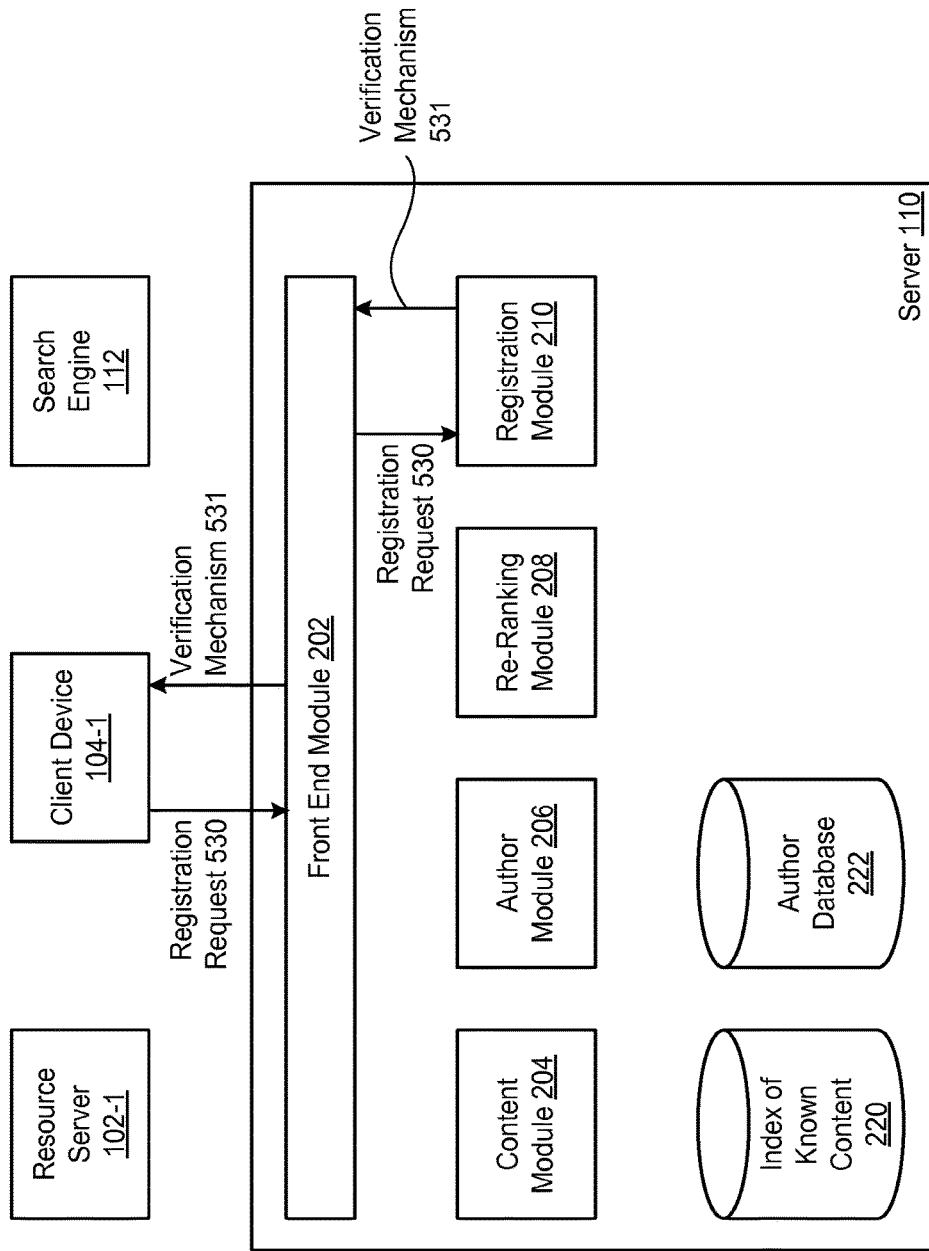 Resource
Server
102-1
Client Device
104-1
Search
Engine
112
Registration
Request 530
Verification
Mechanism 531
Front End Module 202
Registration
Request 530
Verification
Mechanism
531
Content
Module 204
Author
Module 206
Re-Ranking
Module 208
Registration
Module 210
Index of
Known
Content
220
Author
Database
222
Server 110